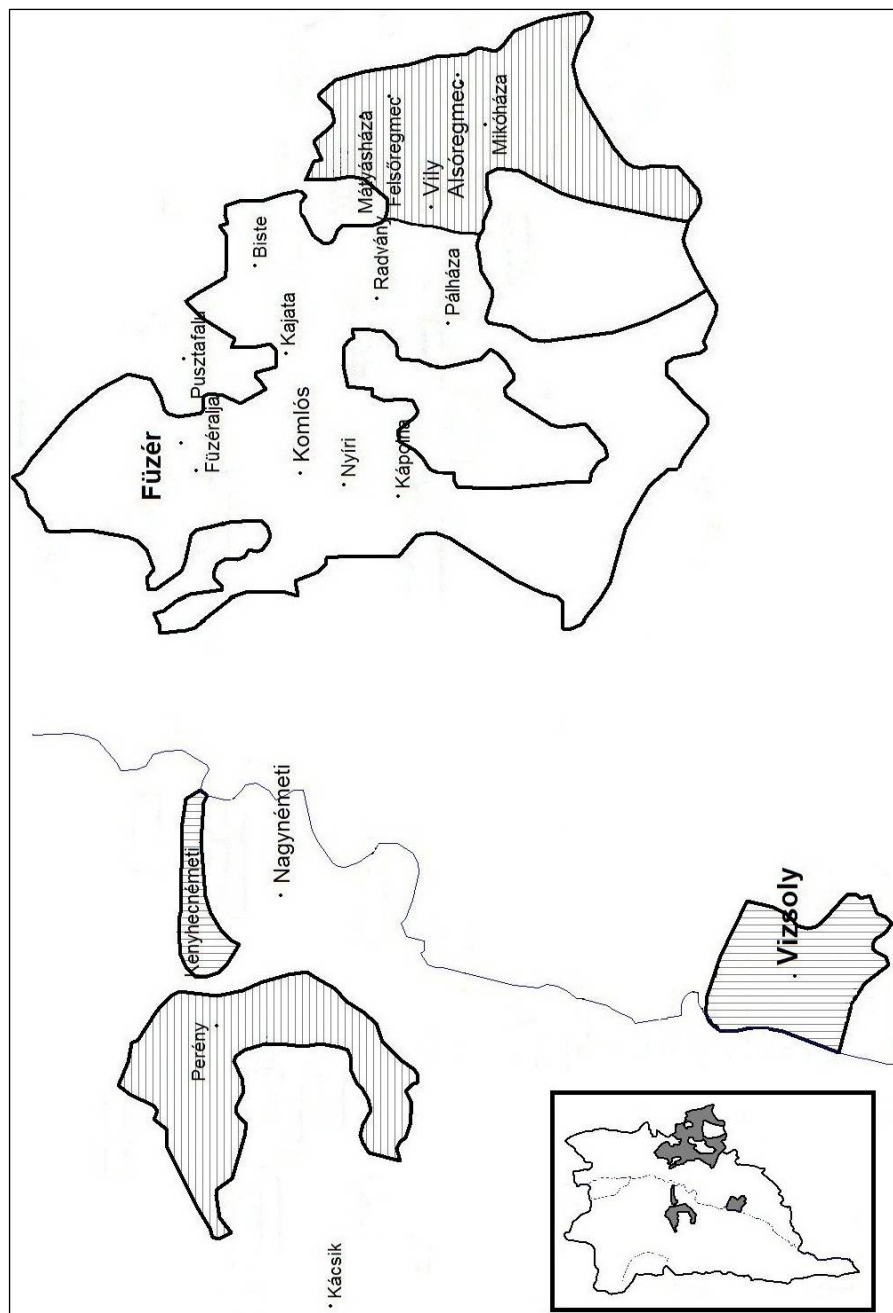 Füzér
Füzéralja
Pusztafalu
Biste
Kajata
Komlós
Nyíri
Kápolna
Radvány
Pálháza
Mátyásháza
Felsőregmec
Vily
Alsóregmec
Mikóháza
Kenyhecnémeti
Nagynémeti
Perény
Kácsik
Vizsoly